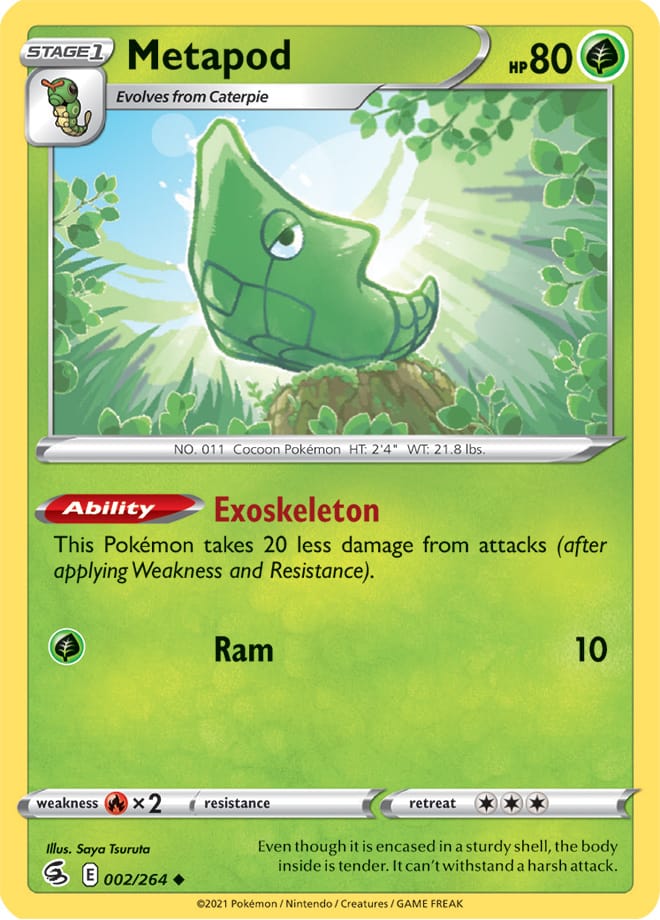 STAGE1
Metapod
HP80
Evolves from Caterpie
NO. 011 Cocoon Pokémon HT: 2'4" WT: 21.8 lbs.
Ability Exoskeleton
This Pokémon takes 20 less damage from attacks (after
applying Weakness and Resistance).
Ram 10
weakness ×2 resistance retreat
Illus. Saya Tsuruta
Even though it is encased in a sturdy shell, the body
inside is tender. It can't withstand a harsh attack.
E 002/264
©2021 Pokémon / Nintendo / Creatures / GAME FREAK